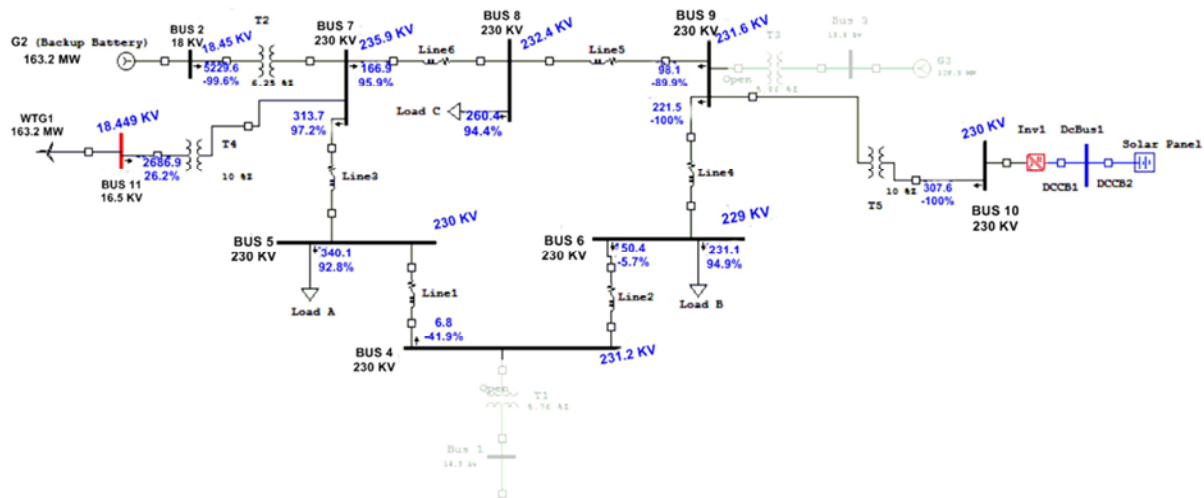 G2 (Backup Battery)
163.2 MW
BUS 2
18 KV
18.45 KV
5229.6
-99.6%
T2
6.25 %Z
BUS 7
230 KV
235.9 KV
166.9
95.9%
Line6
BUS 8
230 KV
232.4 KV
Line5
BUS 9
230 KV
231.6 KV
98.1
-89.9%
Open
T3
Bus 3
G3
Load C
260.4
94.4%
221.5
-100%
313.7
97.2%
WTG1
163.2 MW
18.449 KV
2686.9
26.2%
BUS 11
16.5 KV
T4
10 %Z
Line3
Line4
T5
10 %Z
230 KV
307.6
-100%
BUS 10
230 KV
Inv1
DcBus1
Solar Panel
DCCB1
DCCB2
BUS 5
230 KV
230 KV
340.1
92.8%
Load A
Line1
BUS 6
230 KV
229 KV
50.4
-5.7%
231.1
94.9%
Load B
Line2
6.8
-41.9%
BUS 4
230 KV
231.2 KV
Open
T1
Bus 1